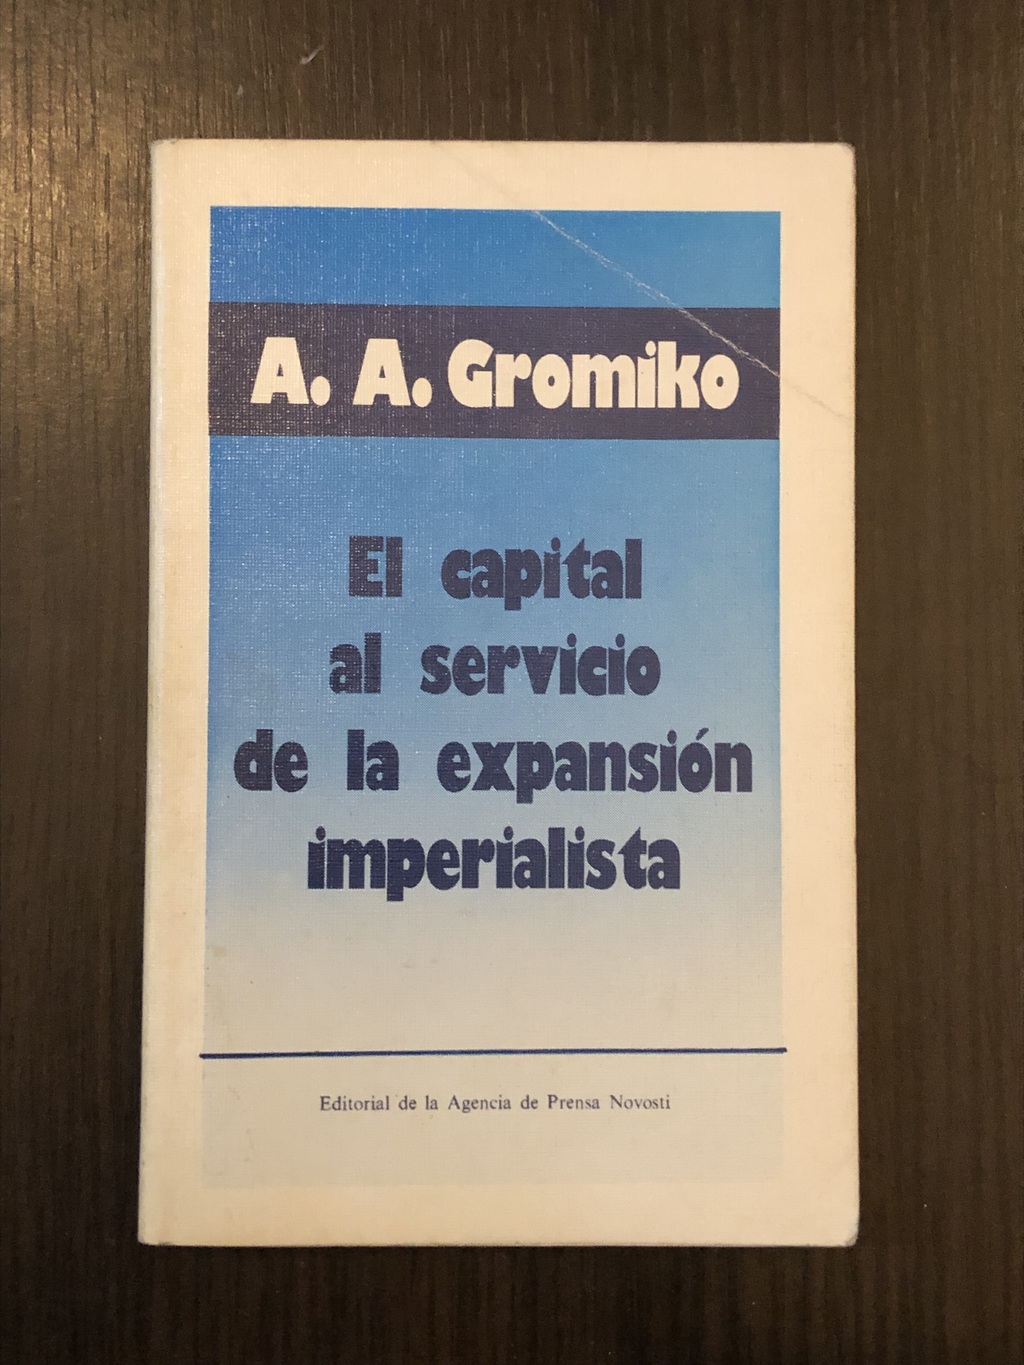 A. A. Gromiko
El capital
al servicio
de la expansión
imperialista
Editorial de la Agencia de Prensa Novosti